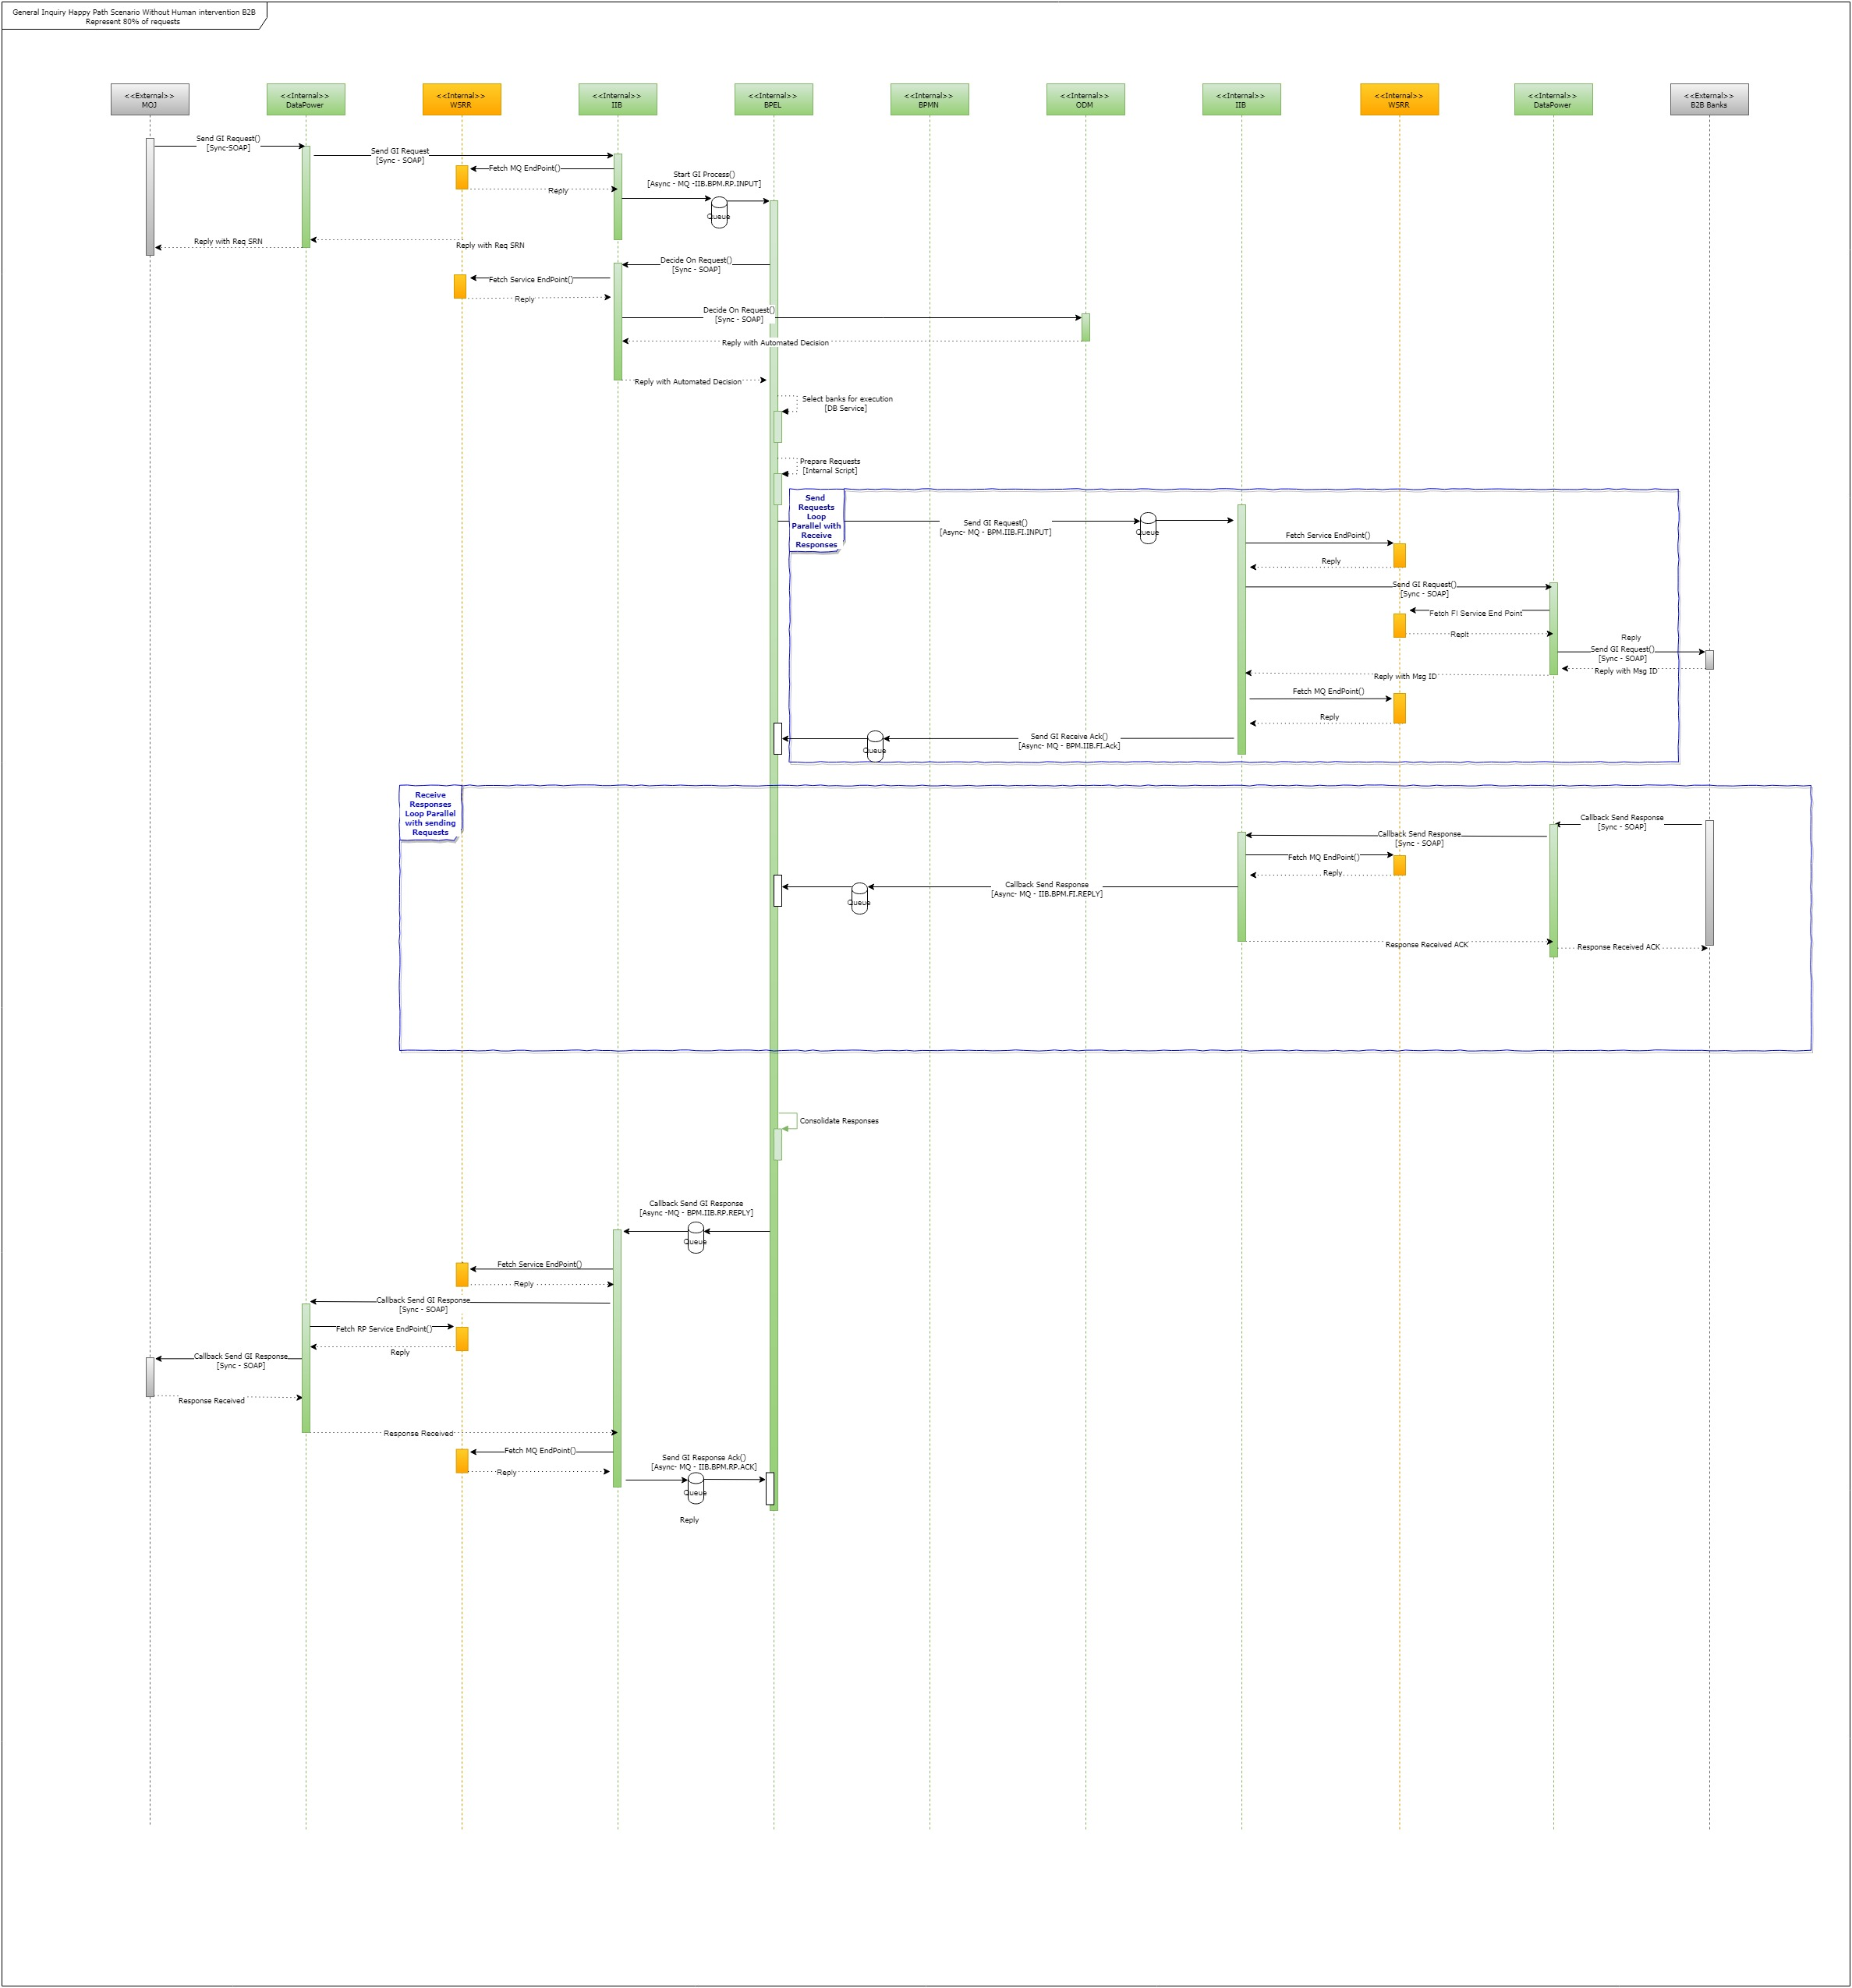 General Inquiry Happy Path Scenario Without Human intervention B2B
Represent 80% of requests
<<External>>
MOJ
<<Internal>>
DataPower
<<Internal>>
WSRR
<<Internal>>
IIB
<<Internal>>
BPEL
<<Internal>>
BPMN
<<Internal>>
ODM
<<Internal>>
IIB
<<Internal>>
WSRR
<<Internal>>
DataPower
<<External>>
B2B Banks
Send GI Request()
[Sync-SOAP]
Send GI Request
[Sync - SOAP]
Fetch MQ EndPoint()
Reply
Start GI Process()
[Async - MQ -IIB.BPM.RP.INPUT]
Queue
Reply with Req SRN
Reply with Req SRN
Decide On Request()
[Sync - SOAP]
Fetch Service EndPoint()
Reply
Decide On Request()
[Sync - SOAP]
Reply with Automated Decision
Reply with Automated Decision
Select banks for execution
[DB Service]
Prepare Requests
[Internal Script]
Send
Requests
Loop
Parallel with
Receive
Responses
Send GI Request()
[Async- MQ - BPM.IIB.FI.INPUT]
Queue
Fetch Service EndPoint()
Reply
Send GI Request()
[Sync - SOAP]
Fetch FI Service End Point
Replt
Reply
Send GI Request()
[Sync - SOAP]
Reply with Msg ID
Reply with Msg ID
Fetch MQ EndPoint()
Reply
Send GI Receive Ack()
[Async- MQ - BPM.IIB.FI.Ack]
Queue
Receive
Responses
Loop Parallel
with sending
Requests
Callback Send Response
[Sync - SOAP]
Callback Send Response
[Sync - SOAP]
Fetch MQ EndPoint()
Reply
Callback Send Response
[Async- MQ - IIB.BPM.FI.REPLY]
Queue
Response Received ACK
Response Received ACK
Consolidate Responses
Callback Send GI Response
[Async -MQ - BPM.IIB.RP.REPLY]
Queue
Fetch Service EndPoint()
Reply
Callback Send GI Response
[Sync - SOAP]
Fetch RP Service EndPoint()
Reply
Callback Send GI Response
[Sync - SOAP]
Response Received
Response Received
Fetch MQ EndPoint()
Reply
Send GI Response Ack()
[Async- MQ - IIB.BPM.RP.ACK]
Queue
Reply